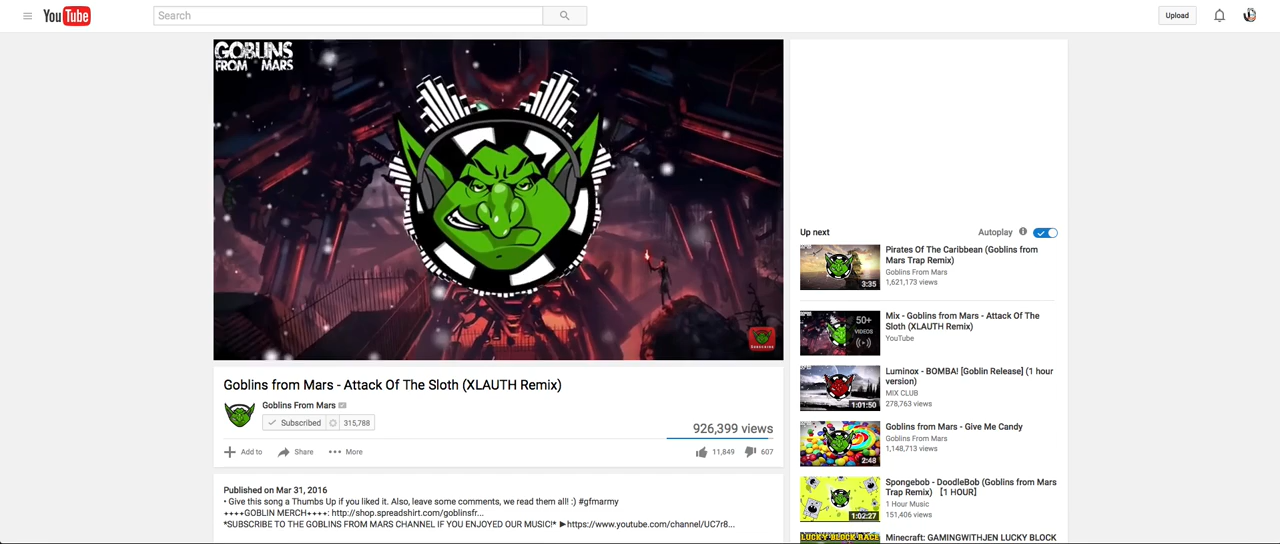 YouTube
Search
Upload
GOBLINS
FROM MARS
SUBSCRIBE
Goblins from Mars - Attack Of The Sloth (XLAUTH Remix)
Goblins From Mars
Subscribed 315,788
926,399 views
Add to Share More 11,849 607
Published on Mar 31, 2016
• Give this song a Thumbs Up if you liked it. Also, leave some comments, we read them all! :) #gfmarmy
++++GOBLIN MERCH++++: http://shop.spreadshirt.com/goblinsfr...
*SUBSCRIBE TO THE GOBLINS FROM MARS CHANNEL IF YOU ENJOYED OUR MUSIC!* ►https://www.youtube.com/channel/UC7r8...
Up next Autoplay
Pirates Of The Caribbean (Goblins from
Mars Trap Remix)
Goblins From Mars
1,621,173 views
3:35
Mix - Goblins from Mars - Attack Of The
Sloth (XLAUTH Remix)
YouTube
50+
VIDEOS
Luminox - BOMBA! [Goblin Release] (1 hour
version)
MIX CLUB
278,763 views
1:01:50
Goblins from Mars - Give Me Candy
Goblins From Mars
1,148,713 views
2:48
Spongebob - DoodleBob (Goblins from Mars
Trap Remix) 【1 HOUR】
1 Hour Music
151,406 views
1:02:27
LUCKY BLOCK RACE
Minecraft: GAMINGWITHJEN LUCKY BLOCK